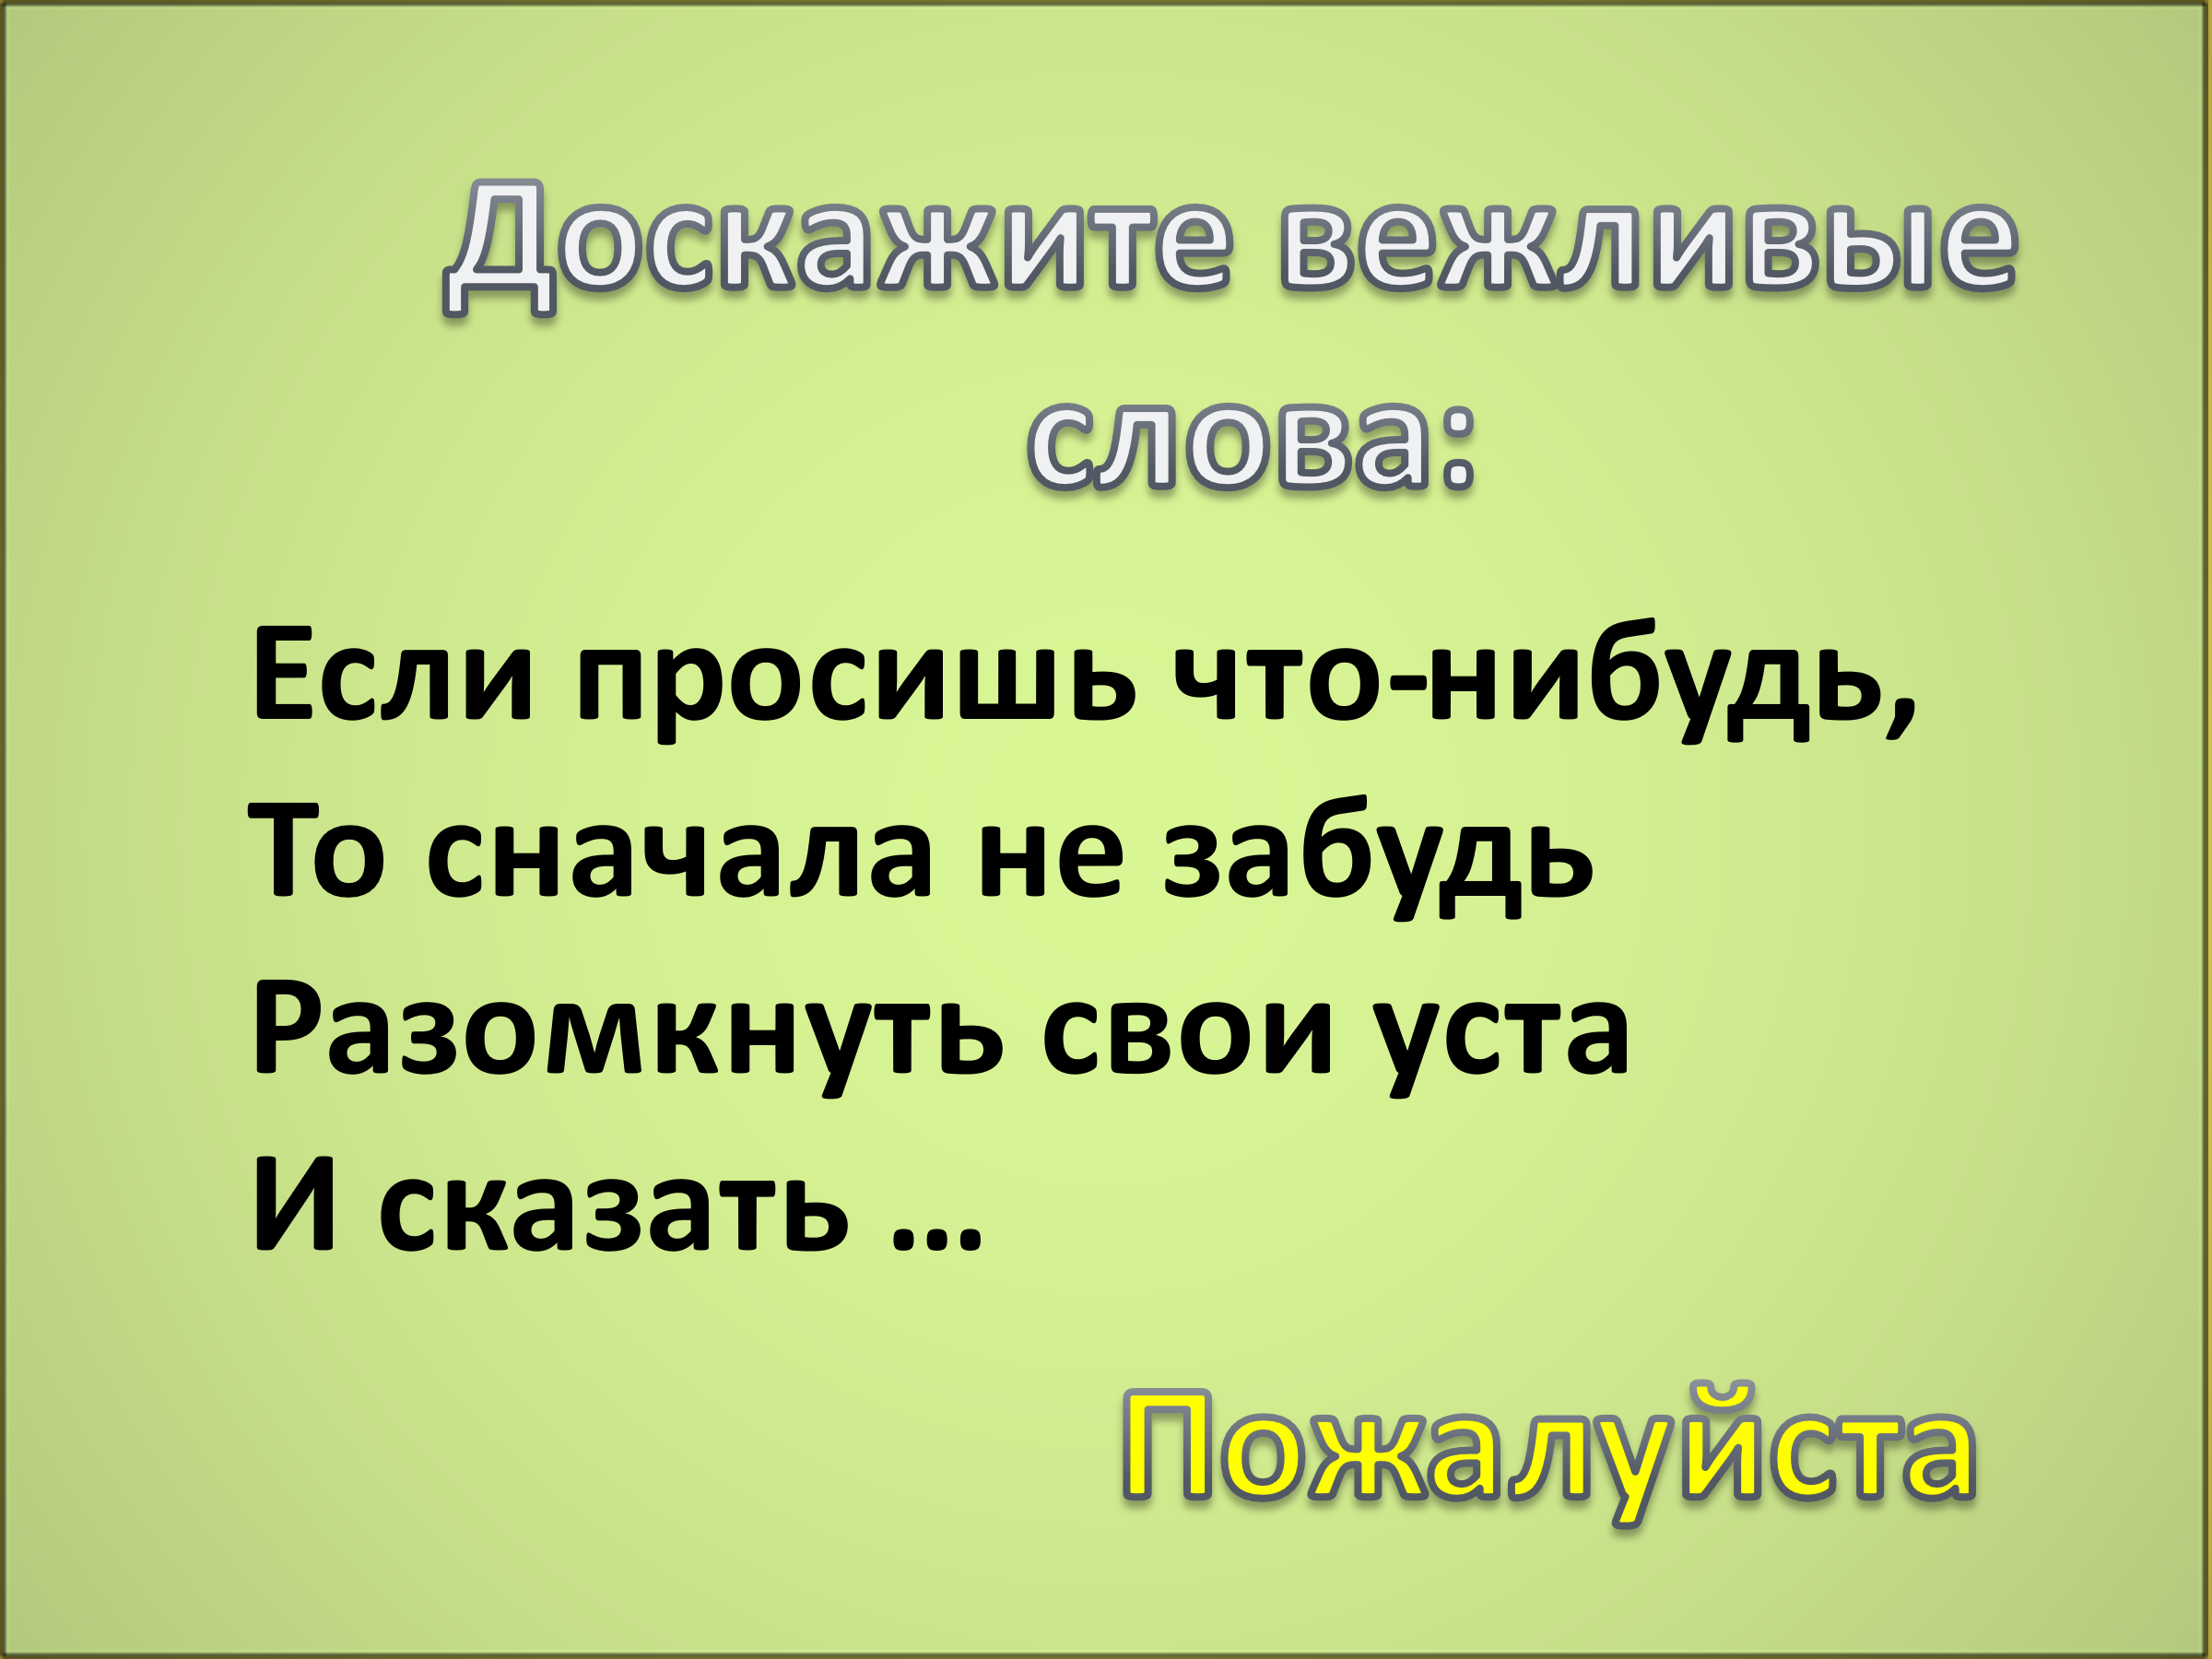 Доскажите вежливые
слова:
Если просишь что-нибудь,
То сначала не забудь
Разомкнуть свои уста
И сказать ...
Пожалуйста